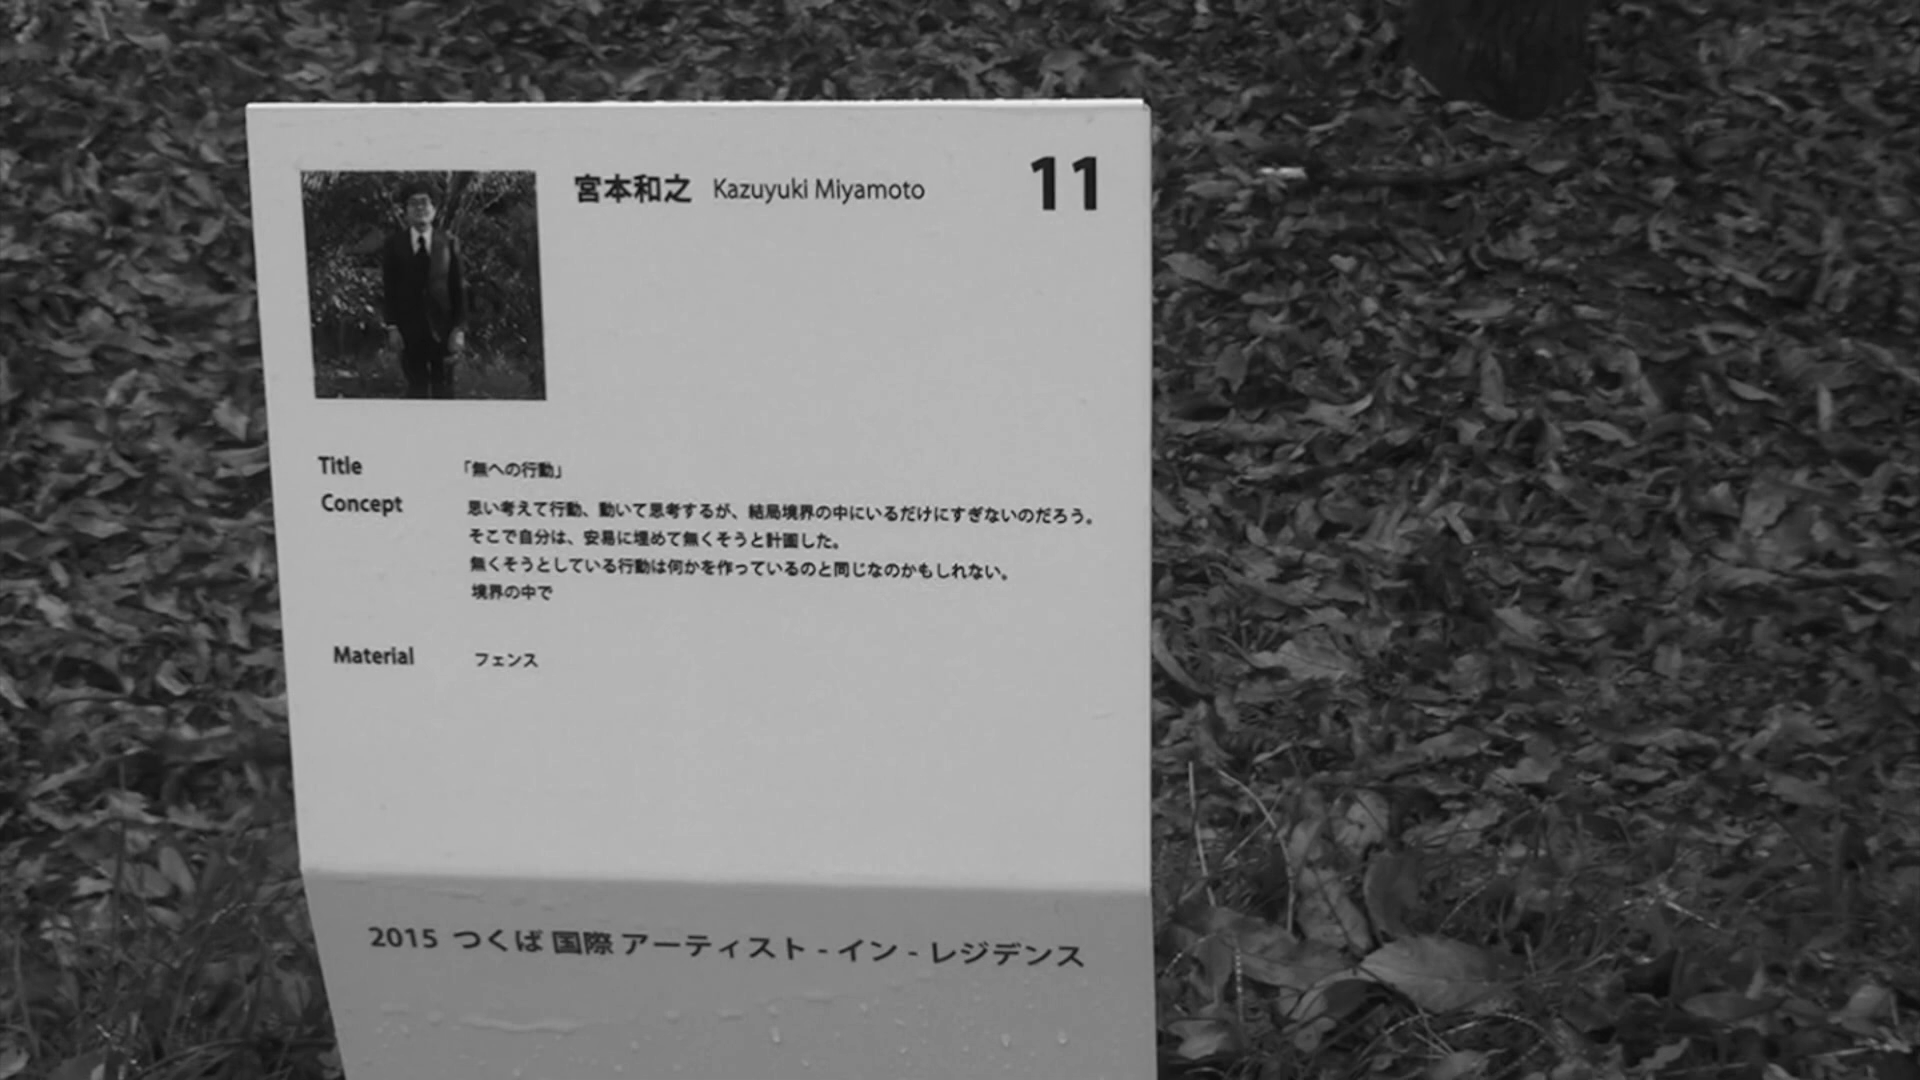 宮本和之 Kazuyuki Miyamoto
11
Title 「無への行動」
Concept 思い考えて行動、動いて思考するが、結局境界の中にいるだけにすぎないのだろう。
そこで自分は、安易に埋めて無くそうと計画した。
無くそうとしている行動は何かを作っているのと同じなのかもしれない。
境界の中で
Material フェンス
2015 つくば 国際 アーティスト - イン - レジデンス